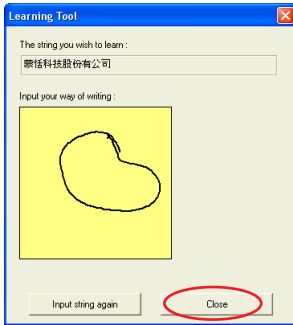 Learning Tool
The string you wish to learn :
蒙恬科技股份有公司
Input your way of writing :
Input string again
Close